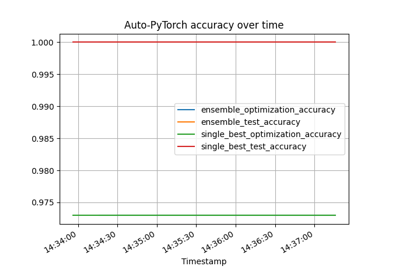 Auto-PyTorch accuracy over time
1.000
0.995
0.990
0.985
0.980
0.975
ensemble_optimization_accuracy
ensemble_test_accuracy
single_best_optimization_accuracy
single_best_test_accuracy
14:34:00
14:34:30
14:35:00
14:35:30
14:36:00
14:36:30
14:37:00
Timestamp